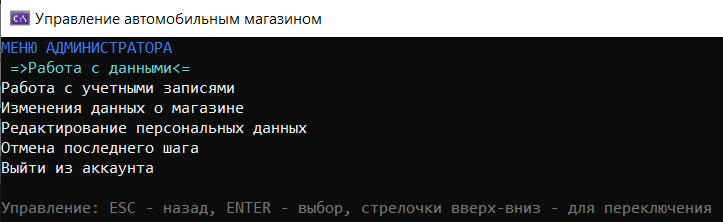 Управление автомобильным магазином
МЕНЮ АДМИНИСТРАТОРА
=>Работа с данными<=
Работа с учетными записями
Изменения данных о магазине
Редактирование персональных данных
Отмена последнего шага
Выйти из аккаунта
Управление: ESC - назад, ENTER - выбор, стрелочки вверх-вниз - для переключения